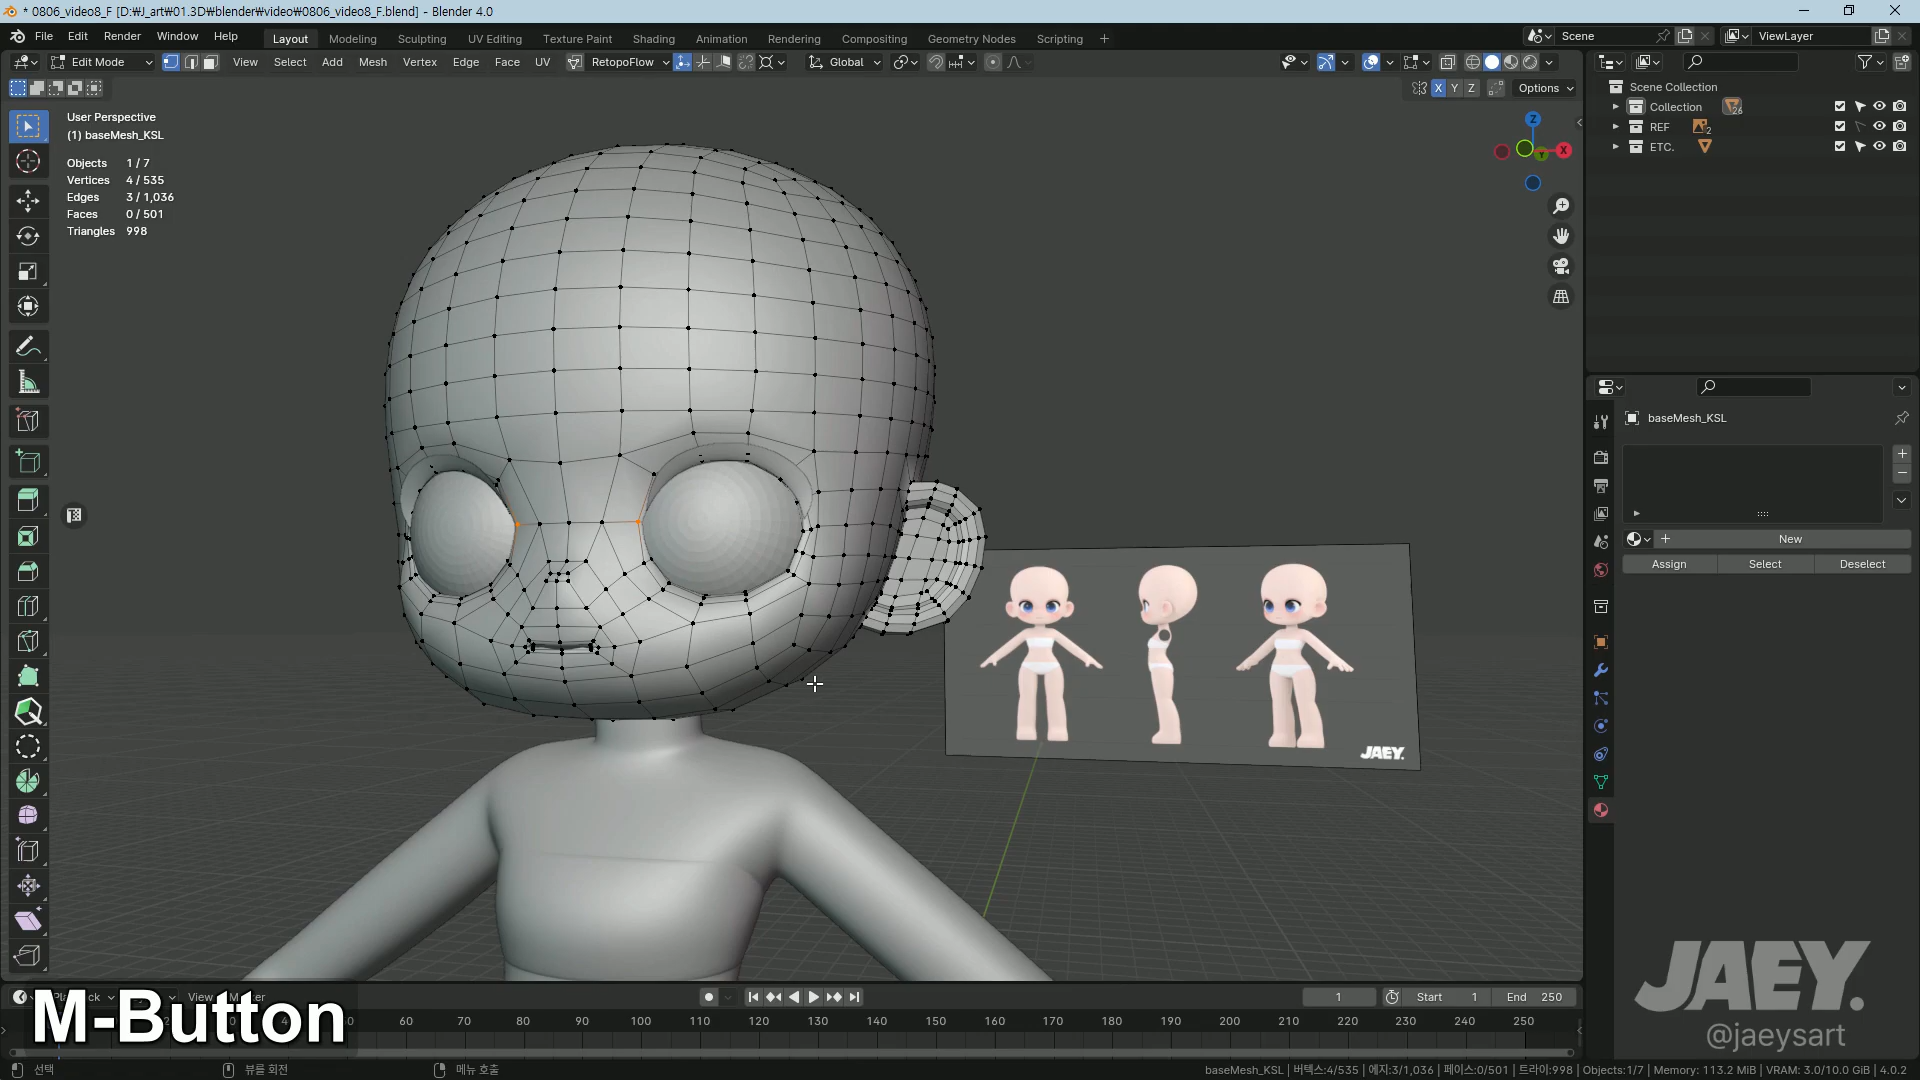 * 0806_video8_F [D:₩J_art₩01.3D₩blender₩video₩0806_video8_F.blend] - Blender 4.0
File Edit Render Window Help Layout Modeling Sculpting UV Editing Texture Paint Shading Animation Rendering Compositing Geometry Nodes Scripting + Scene ViewLayer
Edit Mode View Select Add Mesh Vertex Edge Face UV RetopoFlow Global
X Y Z Options
User Perspective
(1) baseMesh_KSL
Objects 1 / 7
Vertices 4 / 535
Edges 3 / 1,036
Faces 0 / 501
Triangles 998
Z
X
Y
Scene Collection
Collection 26
REF 2
ETC.
baseMesh_KSL
New
Assign Select Deselect
JAEY.
View
1 Start 1 End 250
60 70 80 90 100 110 120 130 140 150 160 170 180 190 200 210 220 230 240 250
M-Button
JAEY.
@jaeysart
선택 뷰를 회전 메뉴 호출
baseMesh_KSL | 버텍스:4/535 | 에지:3/1,036 | 페이스:0/501 | 트라이:998 | Objects:1/7 | Memory: 113.2 MiB | VRAM: 3.0/10.0 GiB | 4.0.2